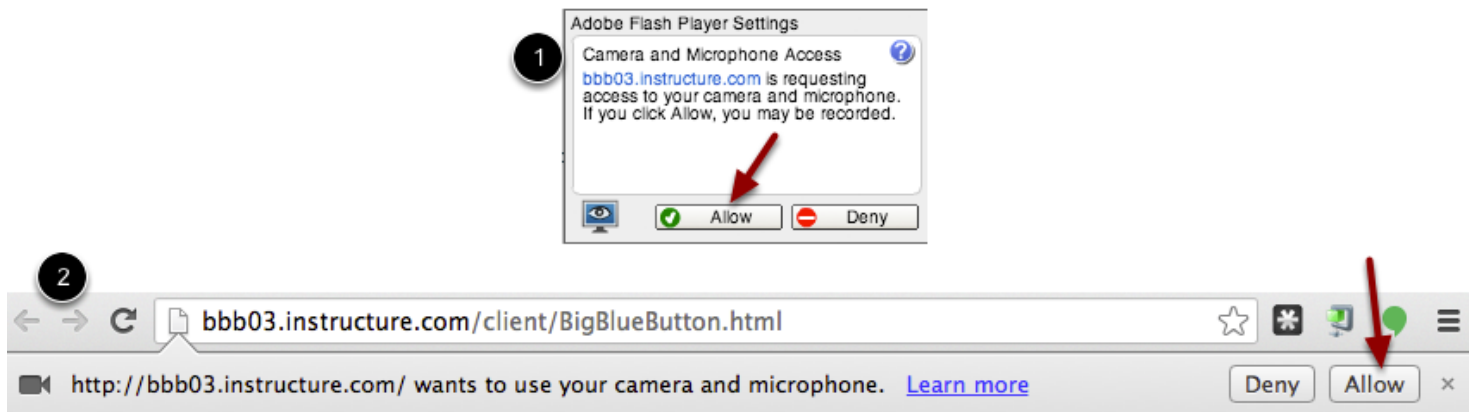 Adobe Flash Player Settings
1
Camera and Microphone Access
?
bbb03.instructure.com is requesting
access to your camera and microphone.
If you click Allow, you may be recorded.
Allow
Deny
2
bbb03.instructure.com/client/BigBlueButton.html
http://bbb03.instructure.com/ wants to use your camera and microphone. Learn more Deny Allow ×